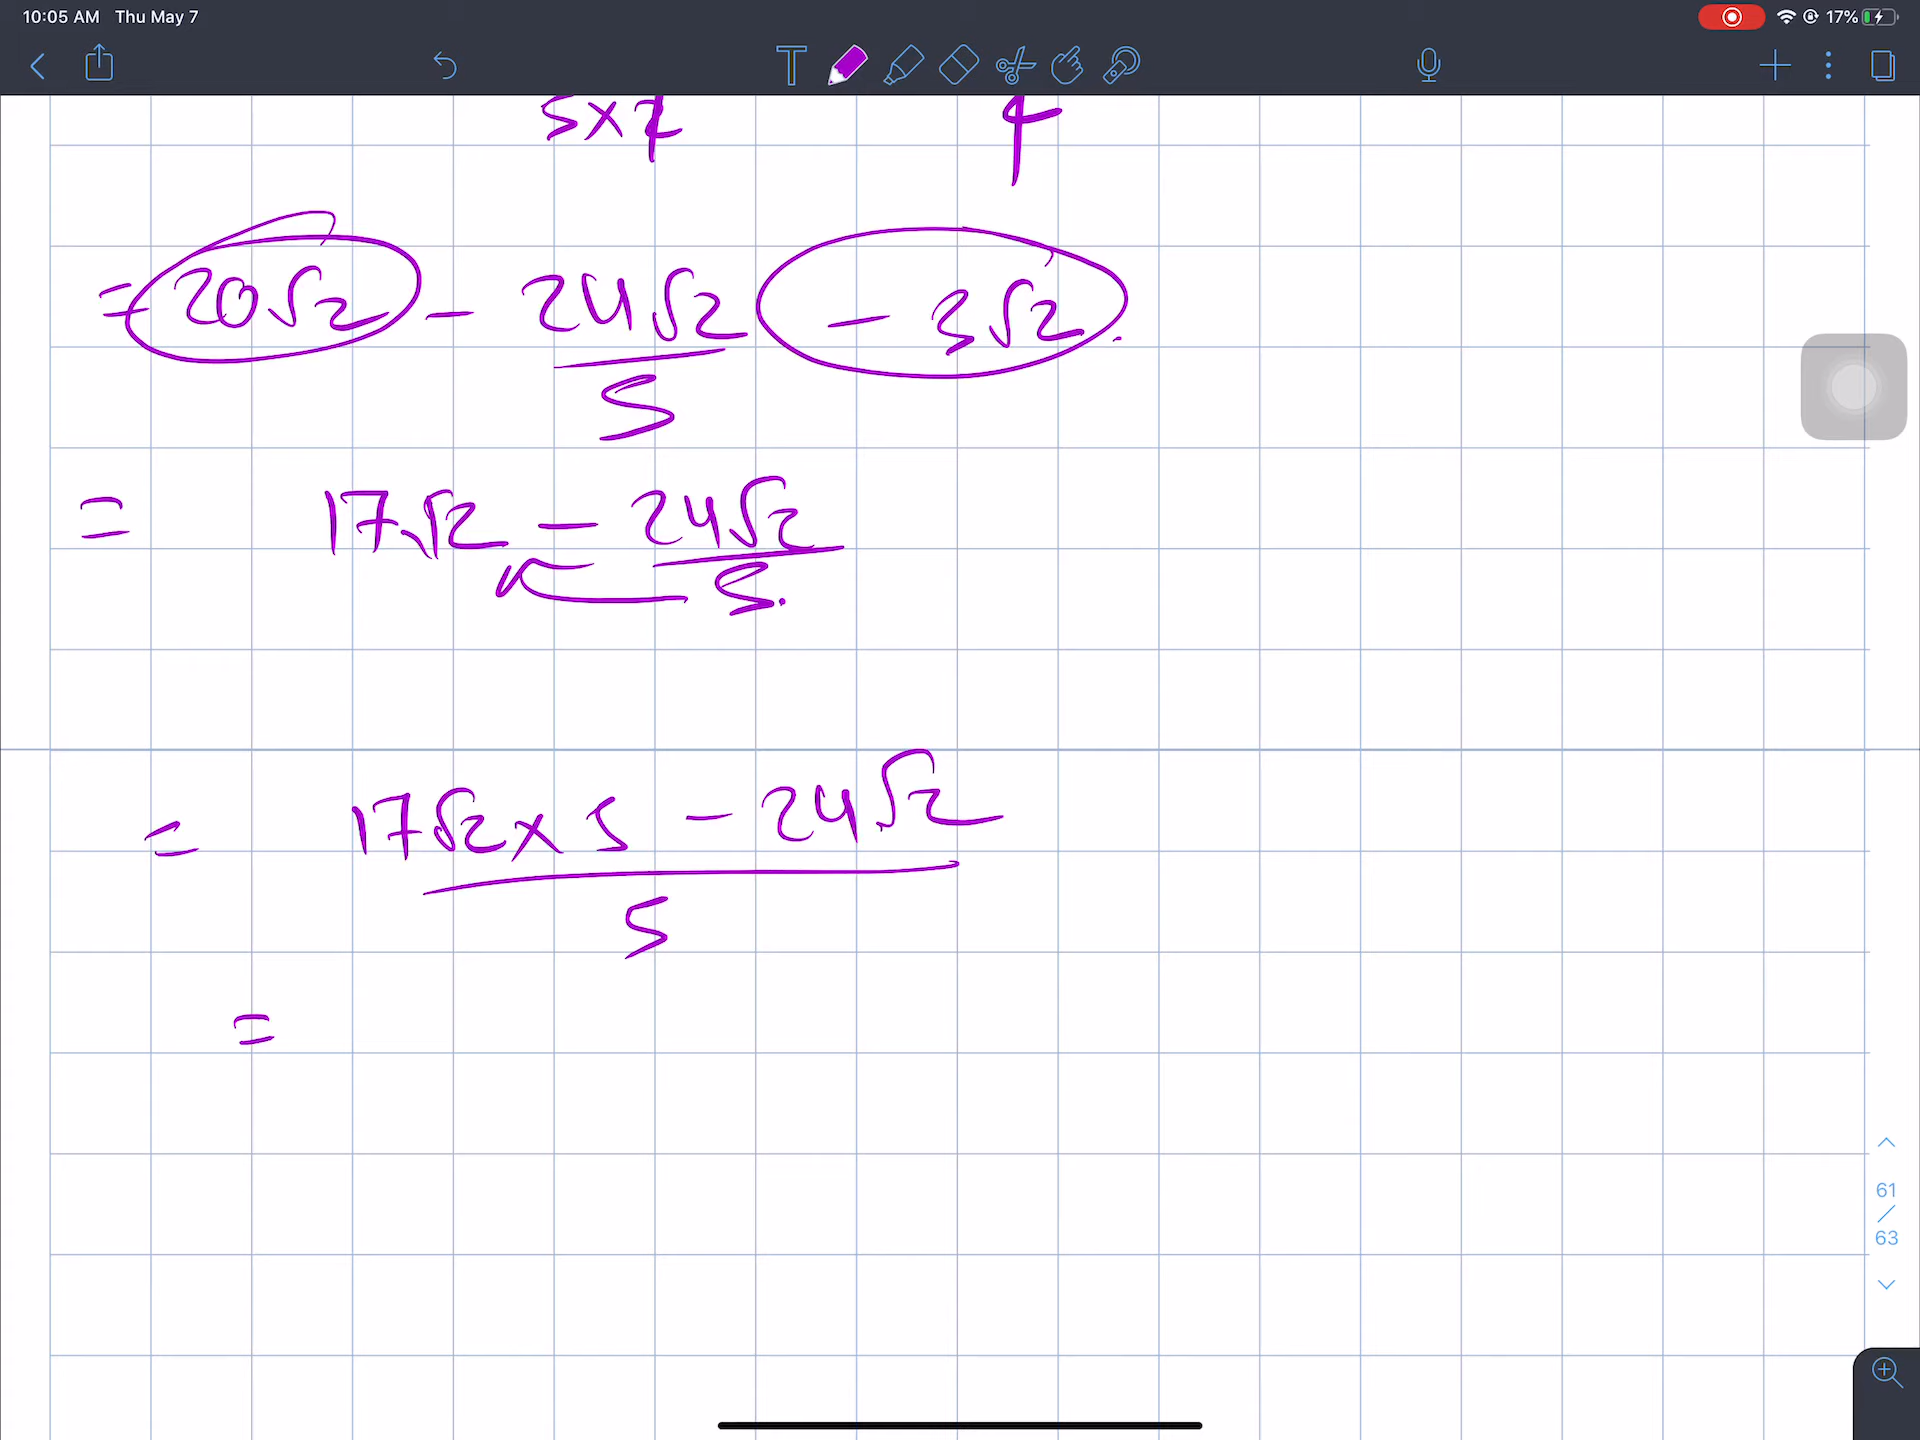 10:05 AM Thu May 7 17%
T
5×2 4
= 20√2 - 24√2/5 - 3√2.
= 17√2 - 24√2/5.
= 17√2 × 5 - 24√2
5
=
61
/
63